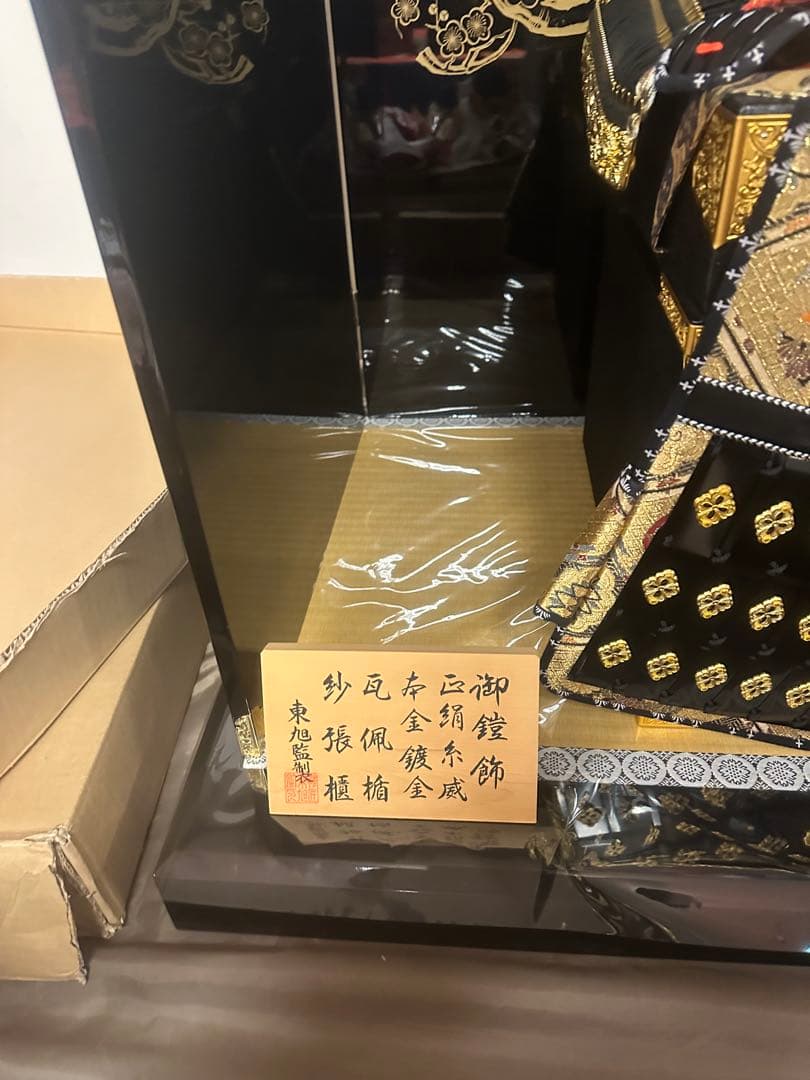 御鎧飾
正絹糸威
本金鍍金
瓦佩楯
紗張櫃
東旭監製